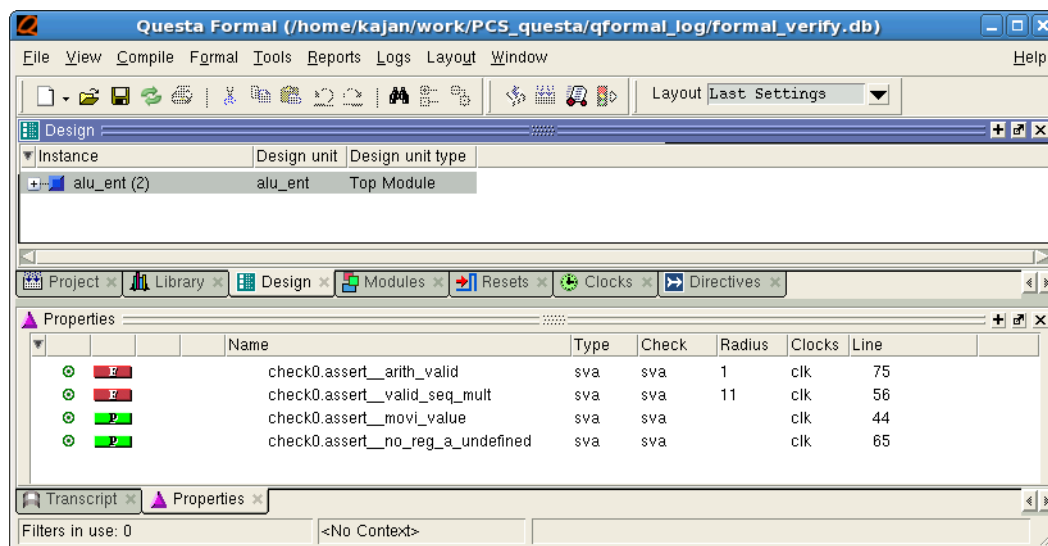 Questa Formal (/home/kajan/work/PCS_questa/qformal_log/formal_verify.db)
File View Compile Formal Tools Reports Logs Layout Window Help
Layout Last Settings
Design
Instance Design unit Design unit type
alu_ent (2) alu_ent Top Module
Project Library Design Modules Resets Clocks Directives
Properties
Name Type Check Radius Clocks Line
F check0.assert__arith_valid sva sva 1 clk 75
F check0.assert__valid_seq_mult sva sva 11 clk 56
P check0.assert__movi_value sva sva clk 44
P check0.assert__no_reg_a_undefined sva sva clk 65
Transcript Properties
Filters in use: 0 <No Context>